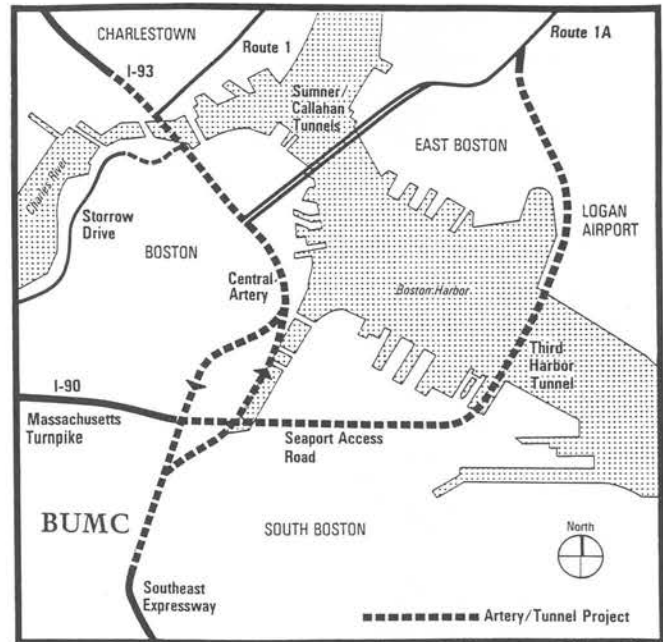 CHARLESTOWN
Route 1
Route 1A
I-93
Sumner/
Callahan
Tunnels
EAST BOSTON
Charles River
Storrow
Drive
LOGAN
AIRPORT
BOSTON
Central
Artery
Boston Harbor
Third
Harbor
Tunnel
I-90
Massachusetts
Turnpike
Seaport Access
Road
BUMC
SOUTH BOSTON
North
Southeast
Expressway
Artery/Tunnel Project